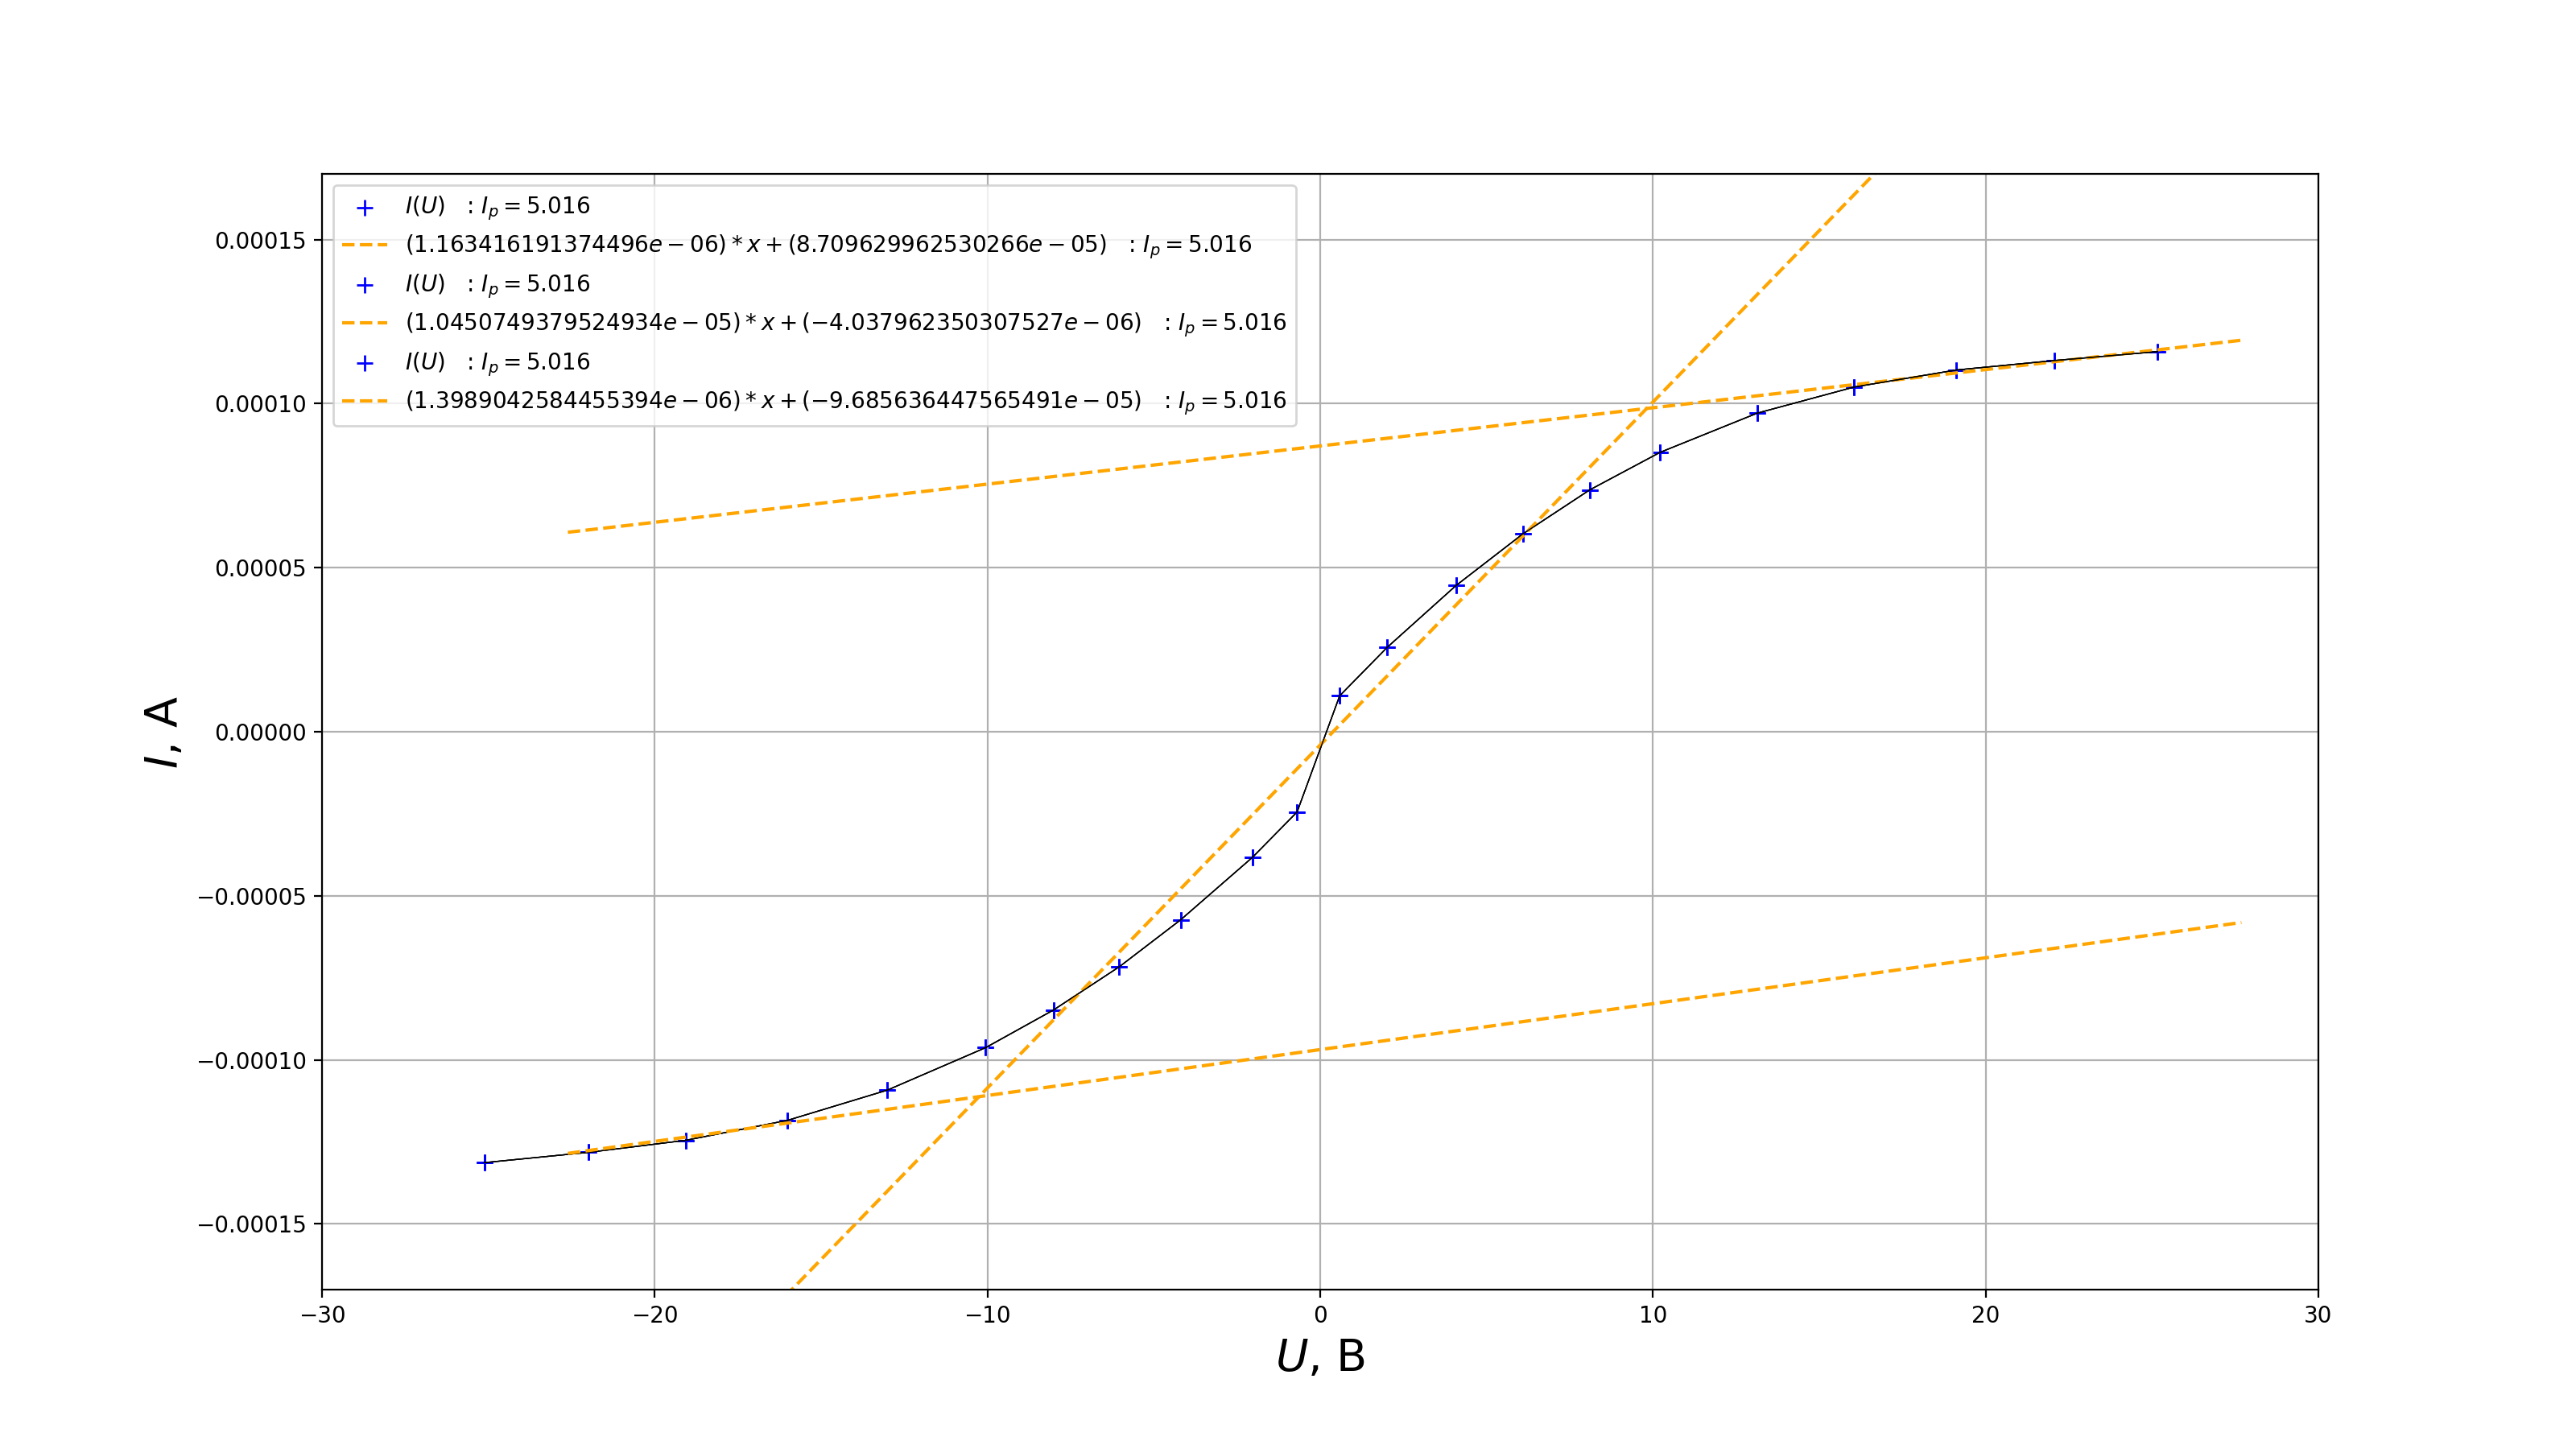 I(U) : I_p = 5.016
(1.163416191374496e − 06) * x + (8.709629962530266e − 05) : I_p = 5.016
I(U) : I_p = 5.016
(1.0450749379524934e − 05) * x + (−4.037962350307527e − 06) : I_p = 5.016
I(U) : I_p = 5.016
(1.3989042584455394e − 06) * x + (−9.685636447565491e − 05) : I_p = 5.016
0.00015
0.00010
0.00005
0.00000
−0.00005
−0.00010
−0.00015
I, А
−30 −20 −10 0 10 20 30
U, В